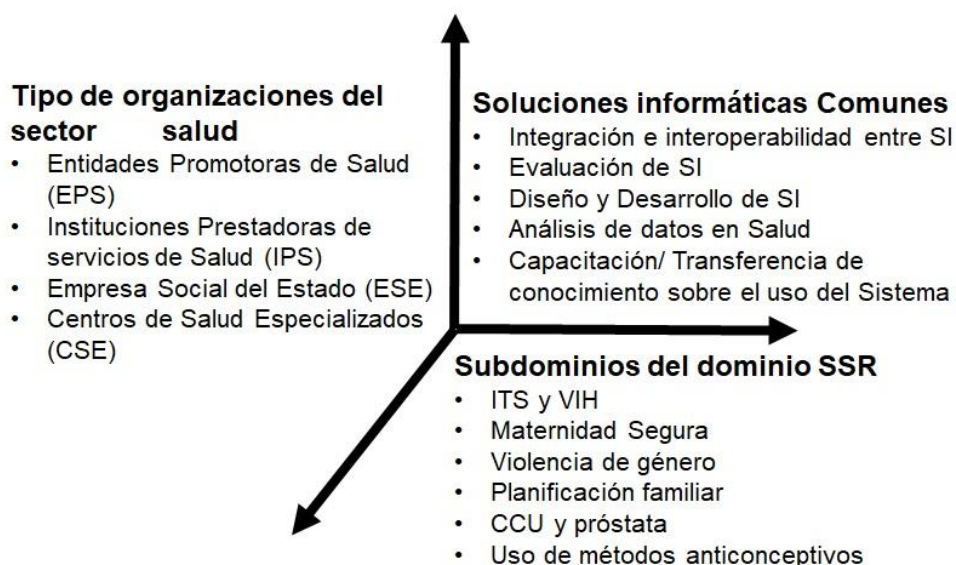 Tipo de organizaciones del
sector salud
• Entidades Promotoras de Salud
(EPS)
• Instituciones Prestadoras de
servicios de Salud (IPS)
• Empresa Social del Estado (ESE)
• Centros de Salud Especializados
(CSE)
Soluciones informáticas Comunes
• Integración e interoperabilidad entre SI
• Evaluación de SI
• Diseño y Desarrollo de SI
• Análisis de datos en Salud
• Capacitación/ Transferencia de
conocimiento sobre el uso del Sistema
Subdominios del dominio SSR
• ITS y VIH
• Maternidad Segura
• Violencia de género
• Planificación familiar
• CCU y próstata
• Uso de métodos anticonceptivos